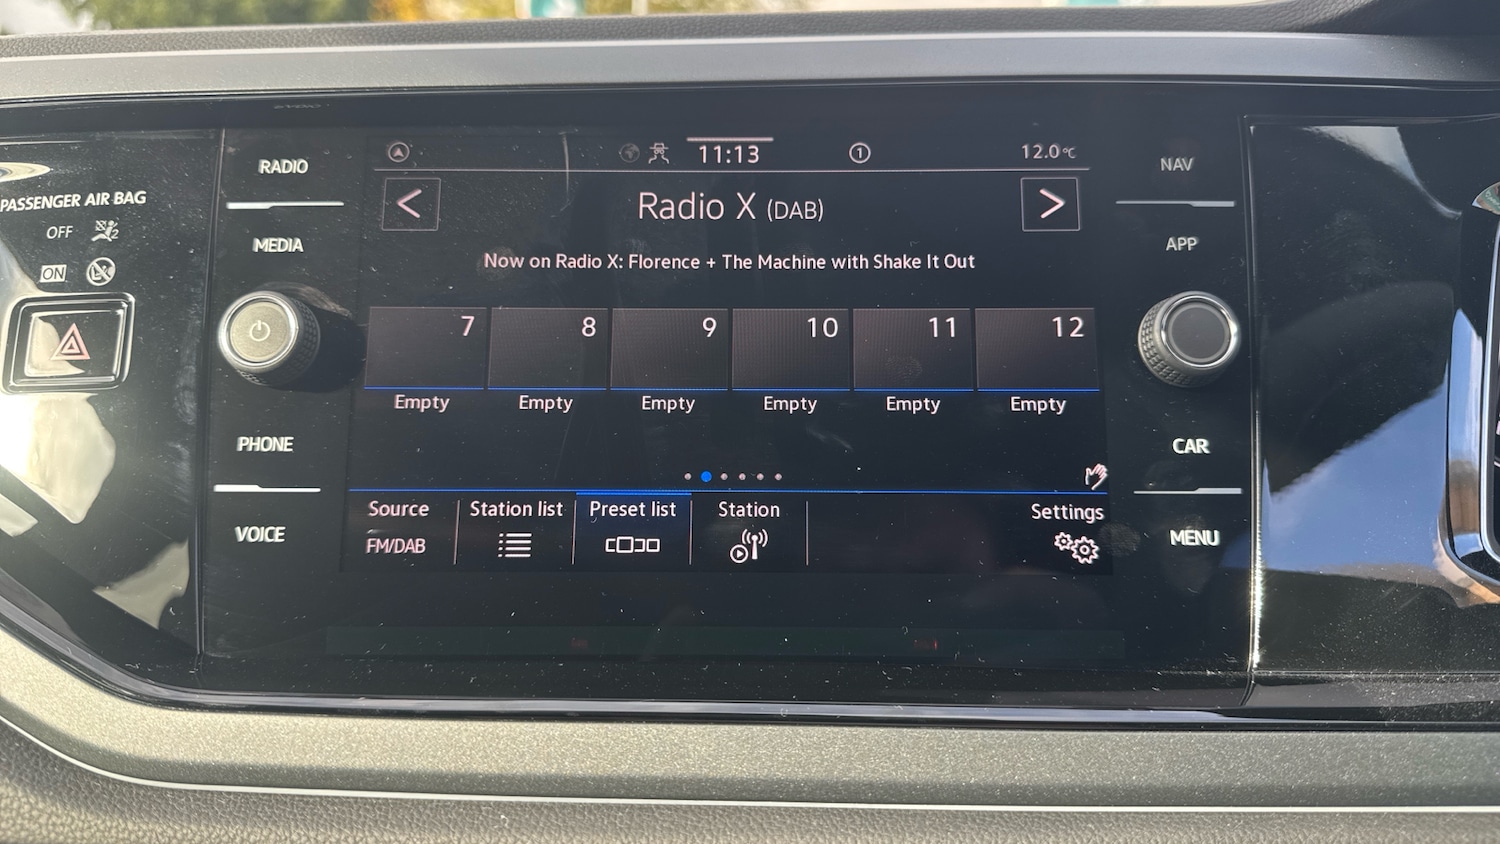 RADIO
MEDIA
PHONE
VOICE
PASSENGER AIR BAG
OFF
2
ON
11:13
1
12.0°C
<
Radio X (DAB)
>
Now on Radio X: Florence + The Machine with Shake It Out
7 8 9 10 11 12
Empty Empty Empty Empty Empty Empty
Source Station list Preset list Station Settings
FM/DAB
NAV
APP
CAR
MENU